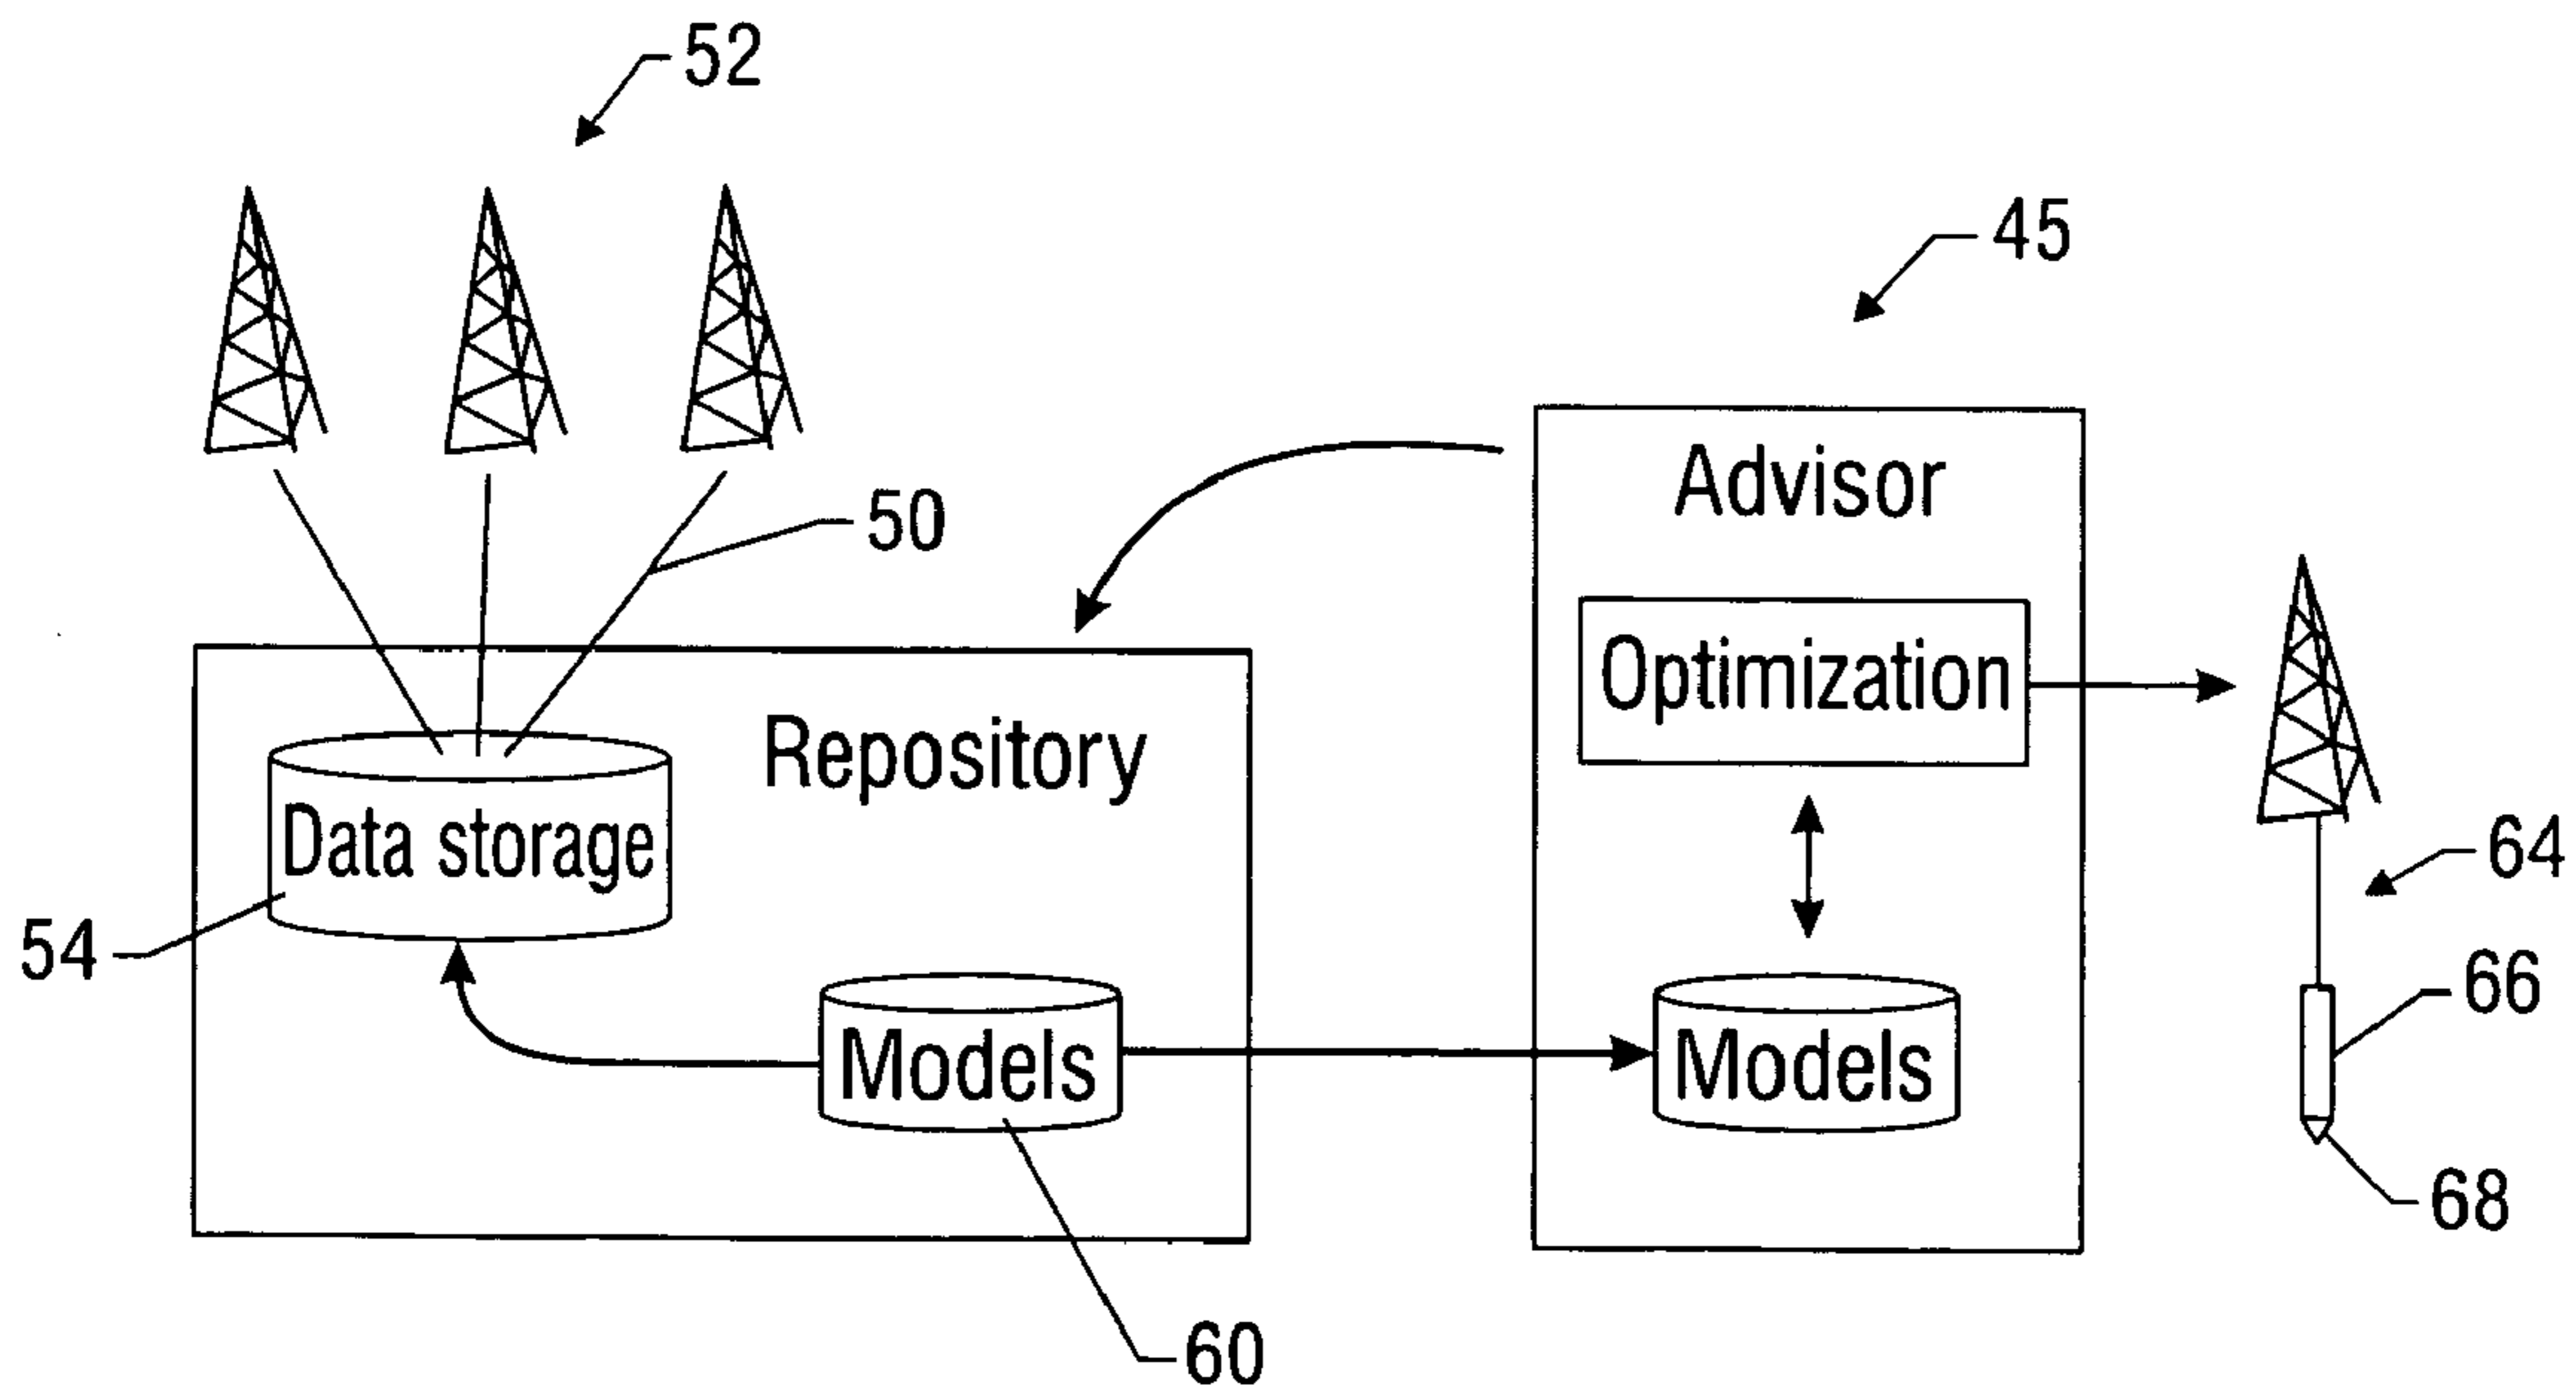 52
45
Advisor
50
Optimization
Repository
Data storage
64
54
66
Models
Models
68
60